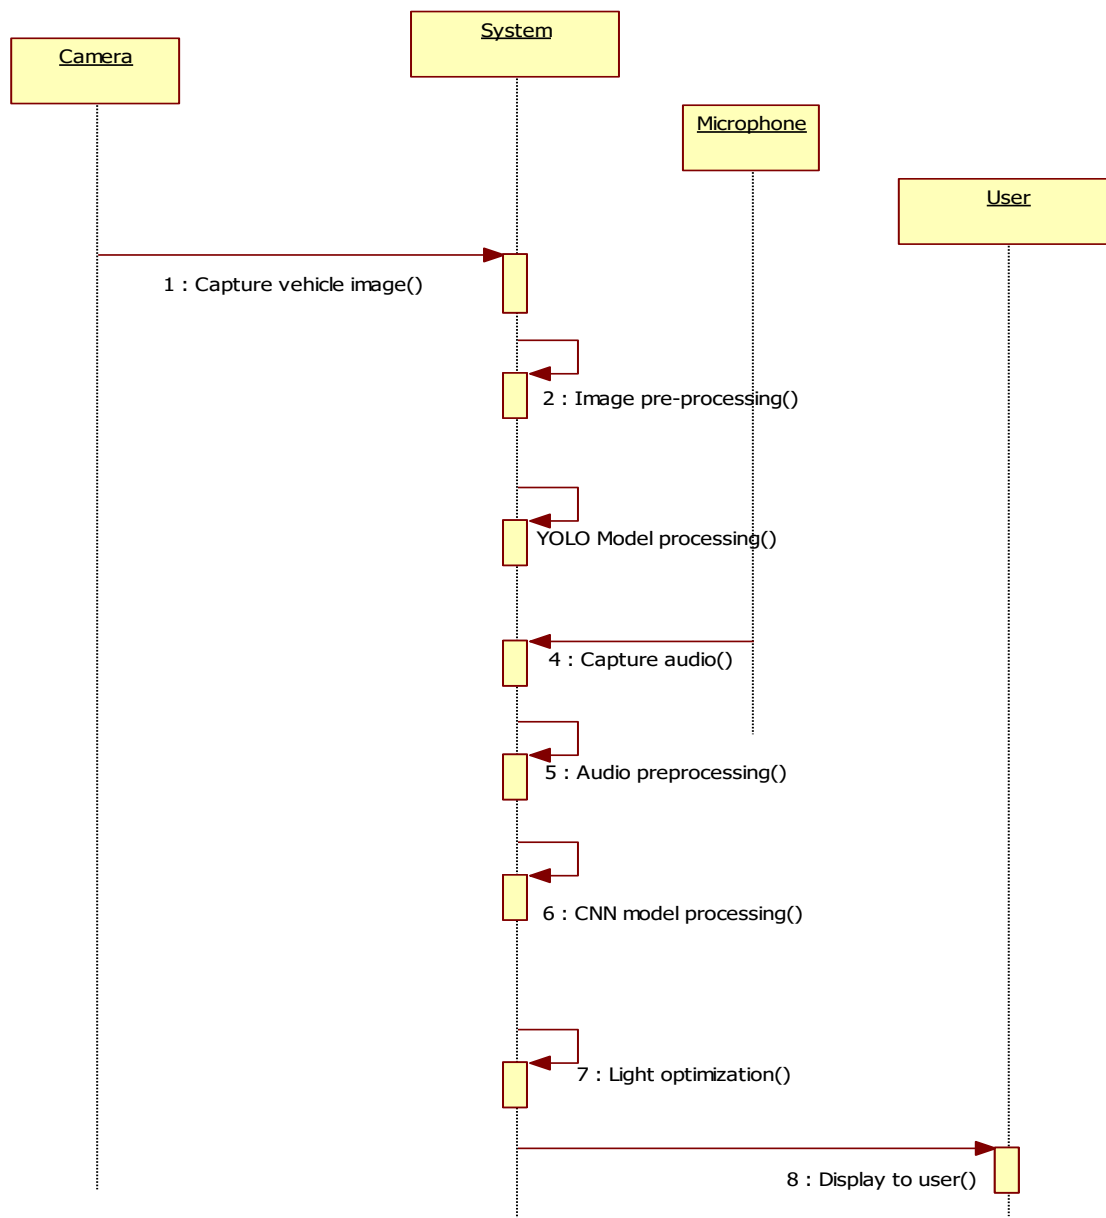 System
Camera
Microphone
User
1 : Capture vehicle image()
2 : Image pre-processing()
YOLO Model processing()
4 : Capture audio()
5 : Audio preprocessing()
6 : CNN model processing()
7 : Light optimization()
8 : Display to user()